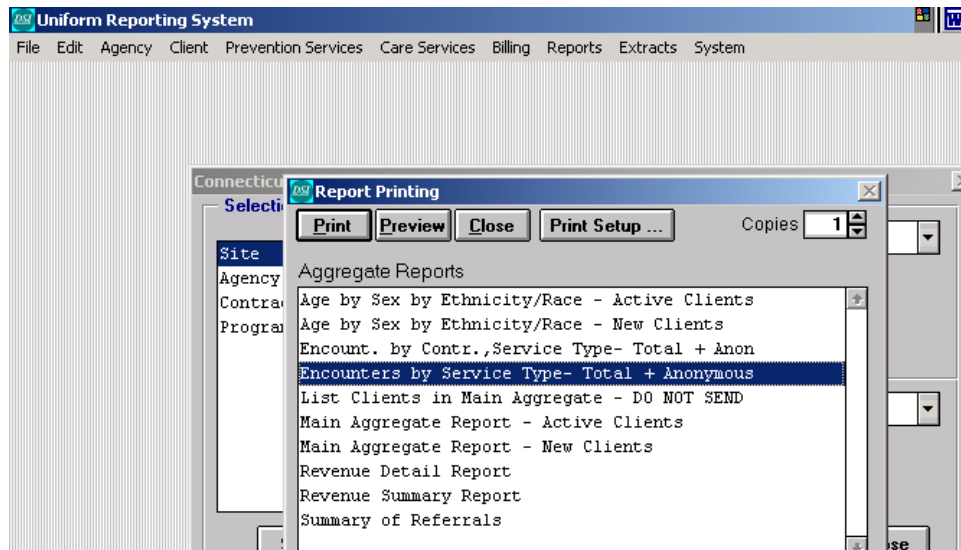 DSI Uniform Reporting System
File Edit Agency Client Prevention Services Care Services Billing Reports Extracts System
DSI Report Printing
Print Preview Close Print Setup ... Copies 1
Site
Agency
Aggregate Reports
Age by Sex by Ethnicity/Race - Active Clients
Age by Sex by Ethnicity/Race - New Clients
Encount. by Contr.,Service Type- Total + Anon
Encounters by Service Type- Total + Anonymous
List Clients in Main Aggregate - DO NOT SEND
Main Aggregate Report - Active Clients
Main Aggregate Report - New Clients
Revenue Detail Report
Revenue Summary Report
Summary of Referrals